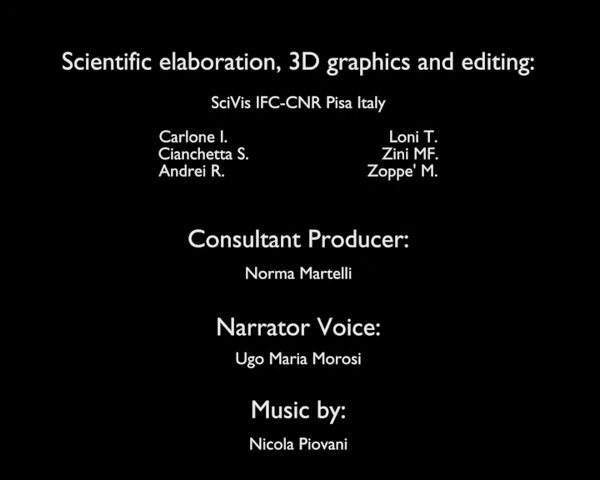 Scientific elaboration, 3D graphics and editing:
SciVis IFC-CNR Pisa Italy
Carlone I. Loni T.
Cianchetta S. Zini MF.
Andrei R. Zoppe' M.
Consultant Producer:
Norma Martelli
Narrator Voice:
Ugo Maria Morosi
Music by:
Nicola Piovani